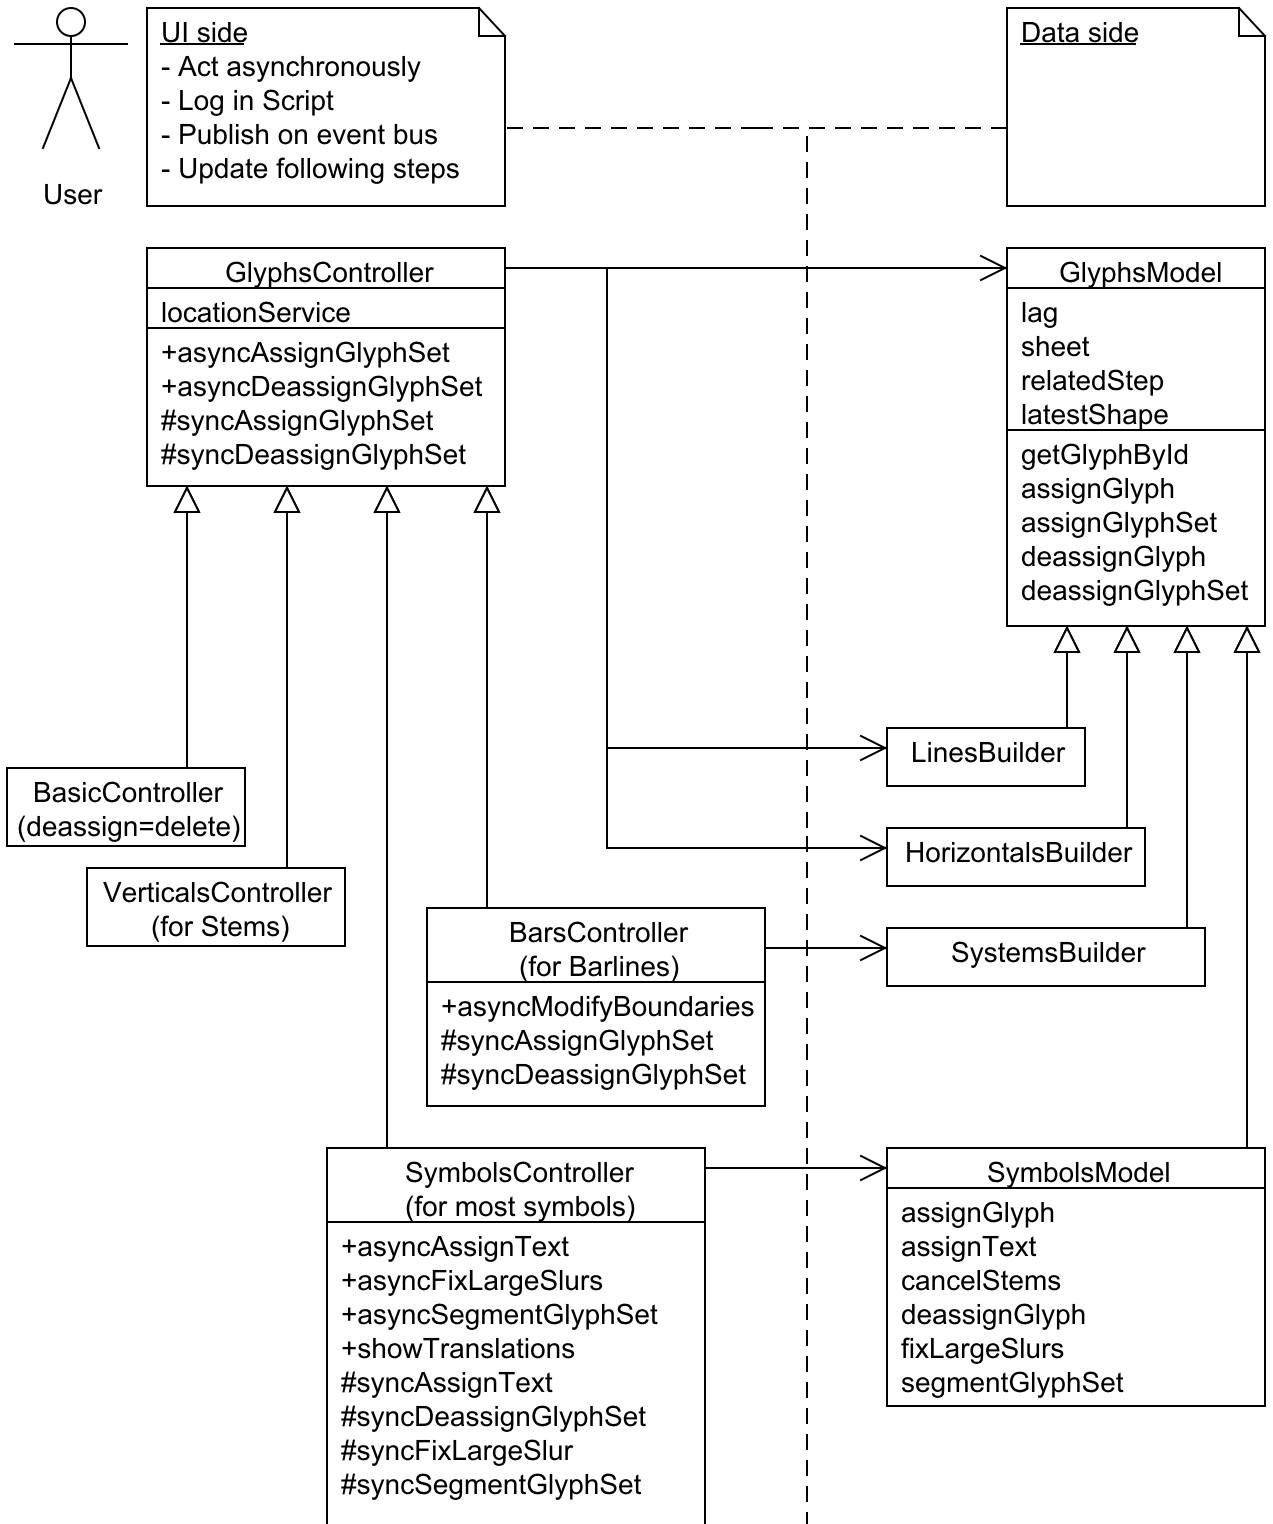 User
UI side
- Act asynchronously
- Log in Script
- Publish on event bus
- Update following steps
Data side
GlyphsController
locationService
+asyncAssignGlyphSet
+asyncDeassignGlyphSet
#syncAssignGlyphSet
#syncDeassignGlyphSet
GlyphsModel
lag
sheet
relatedStep
latestShape
getGlyphById
assignGlyph
assignGlyphSet
deassignGlyph
deassignGlyphSet
LinesBuilder
BasicController
(deassign=delete)
HorizontalsBuilder
VerticalsController
(for Stems)
BarsController
(for Barlines)
+asyncModifyBoundaries
#syncAssignGlyphSet
#syncDeassignGlyphSet
SystemsBuilder
SymbolsController
(for most symbols)
+asyncAssignText
+asyncFixLargeSlurs
+asyncSegmentGlyphSet
+showTranslations
#syncAssignText
#syncDeassignGlyphSet
#syncFixLargeSlur
#syncSegmentGlyphSet
SymbolsModel
assignGlyph
assignText
cancelStems
deassignGlyph
fixLargeSlurs
segmentGlyphSet